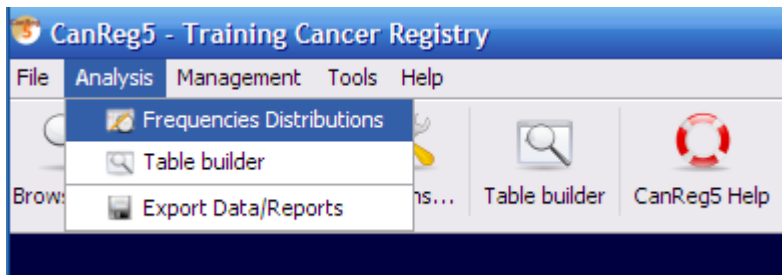 CanReg5 - Training Cancer Registry
File Analysis Management Tools Help
Frequencies Distributions
Table builder
Export Data/Reports
Table builder CanReg5 Help